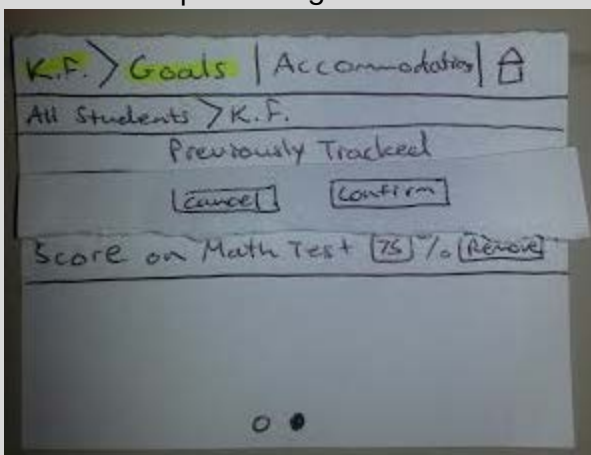 K.F. > Goals | Accommodation |
All Students > K.F.
Previously Tracked
Cancel Confirm
Score on Math Test 75 % Remove